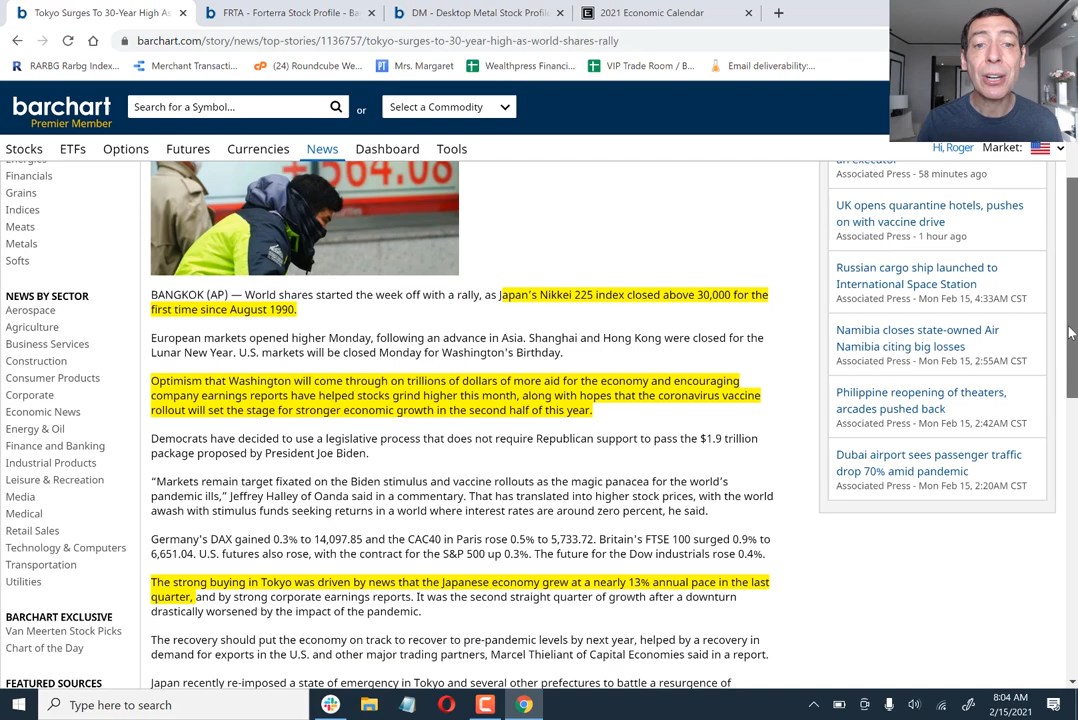 Tokyo Surges To 30-Year High As
FRTA - Forterra Stock Profile - Ba
DM - Desktop Metal Stock Profil
2021 Economic Calendar
barchart.com/story/news/top-stories/1136757/tokyo-surges-to-30-year-high-as-world-shares-rally
RARBG Rarbg Index...
Merchant Transacti...
(24) Roundcube We...
Mrs. Margaret
Wealthpress Financi...
VIP Trade Room / B...
Email deliverability:...
barchart
Premier Member
Search for a Symbol...
or
Select a Commodity
Stocks ETFs Options Futures Currencies News Dashboard Tools
Hi, Roger Market:
Energies
Financials
Grains
Indices
Meats
Metals
Softs
NEWS BY SECTOR
Aerospace
Agriculture
Business Services
Construction
Consumer Products
Corporate
Economic News
Energy & Oil
Finance and Banking
Industrial Products
Leisure & Recreation
Media
Medical
Retail Sales
Technology & Computers
Transportation
Utilities
BARCHART EXCLUSIVE
Van Meerten Stock Picks
Chart of the Day
FEATURED SOURCES
+564.08
BANGKOK (AP) — World shares started the week off with a rally, as Japan's Nikkei 225 index closed above 30,000 for the
first time since August 1990.
European markets opened higher Monday, following an advance in Asia. Shanghai and Hong Kong were closed for the
Lunar New Year. U.S. markets will be closed Monday for Washington's Birthday.
Optimism that Washington will come through on trillions of dollars of more aid for the economy and encouraging
company earnings reports have helped stocks grind higher this month, along with hopes that the coronavirus vaccine
rollout will set the stage for stronger economic growth in the second half of this year.
Democrats have decided to use a legislative process that does not require Republican support to pass the $1.9 trillion
package proposed by President Joe Biden.
"Markets remain target fixated on the Biden stimulus and vaccine rollouts as the magic panacea for the world's
pandemic ills," Jeffrey Halley of Oanda said in a commentary. That has translated into higher stock prices, with the world
awash with stimulus funds seeking returns in a world where interest rates are around zero percent, he said.
Germany's DAX gained 0.3% to 14,097.85 and the CAC40 in Paris rose 0.5% to 5,733.72. Britain's FTSE 100 surged 0.9% to
6,651.04. U.S. futures also rose, with the contract for the S&P 500 up 0.3%. The future for the Dow industrials rose 0.4%.
The strong buying in Tokyo was driven by news that the Japanese economy grew at a nearly 13% annual pace in the last
quarter, and by strong corporate earnings reports. It was the second straight quarter of growth after a downturn
drastically worsened by the impact of the pandemic.
The recovery should put the economy on track to recover to pre-pandemic levels by next year, helped by a recovery in
demand for exports in the U.S. and other major trading partners, Marcel Thieliant of Capital Economies said in a report.
Japan recently re-imposed a state of emergency in Tokyo and several other prefectures to battle a resurgence of
an executor
Associated Press - 58 minutes ago
UK opens quarantine hotels, pushes
on with vaccine drive
Associated Press - 1 hour ago
Russian cargo ship launched to
International Space Station
Associated Press - Mon Feb 15, 4:33AM CST
Namibia closes state-owned Air
Namibia citing big losses
Associated Press - Mon Feb 15, 2:55AM CST
Philippine reopening of theaters,
arcades pushed back
Associated Press - Mon Feb 15, 2:42AM CST
Dubai airport sees passenger traffic
drop 70% amid pandemic
Associated Press - Mon Feb 15, 2:20AM CST
Type here to search
8:04 AM
2/15/2021